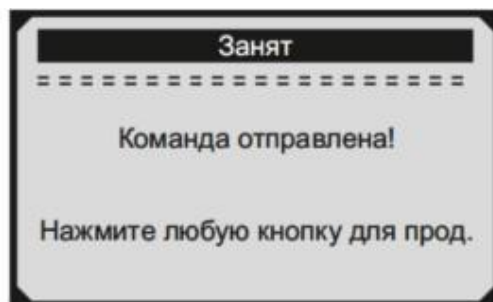 Занят
= = = = = = = = = = = = = = = = = = = = =
Команда отправлена!
Нажмите любую кнопку для прод.